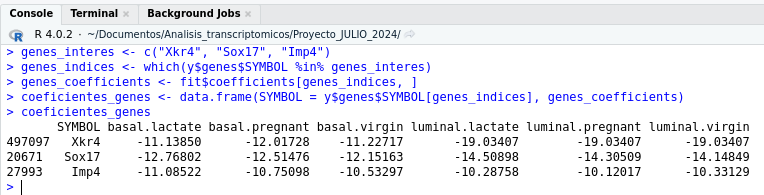 Console Terminal × Background Jobs ×
R 4.0.2 · ~/Documentos/Analisis_transcriptomicos/Proyecto_JULIO_2024/
> genes_interes <- c("Xkr4", "Sox17", "Imp4")
> genes_indices <- which(y$genes$SYMBOL %in% genes_interes)
> genes_coefficients <- fit$coefficients[genes_indices, ]
> coeficientes_genes <- data.frame(SYMBOL = y$genes$SYMBOL[genes_indices], genes_coefficients)
> coeficientes_genes
SYMBOL basal.lactate basal.pregnant basal.virgin luminal.lactate luminal.pregnant luminal.virgin
497097 Xkr4 -11.13850 -12.01728 -11.22717 -19.03407 -19.03407 -19.03407
20671 Sox17 -12.76802 -12.51476 -12.15163 -14.50898 -14.30509 -14.14849
27993 Imp4 -11.08522 -10.75098 -10.53297 -10.28758 -10.12017 -10.33129
>